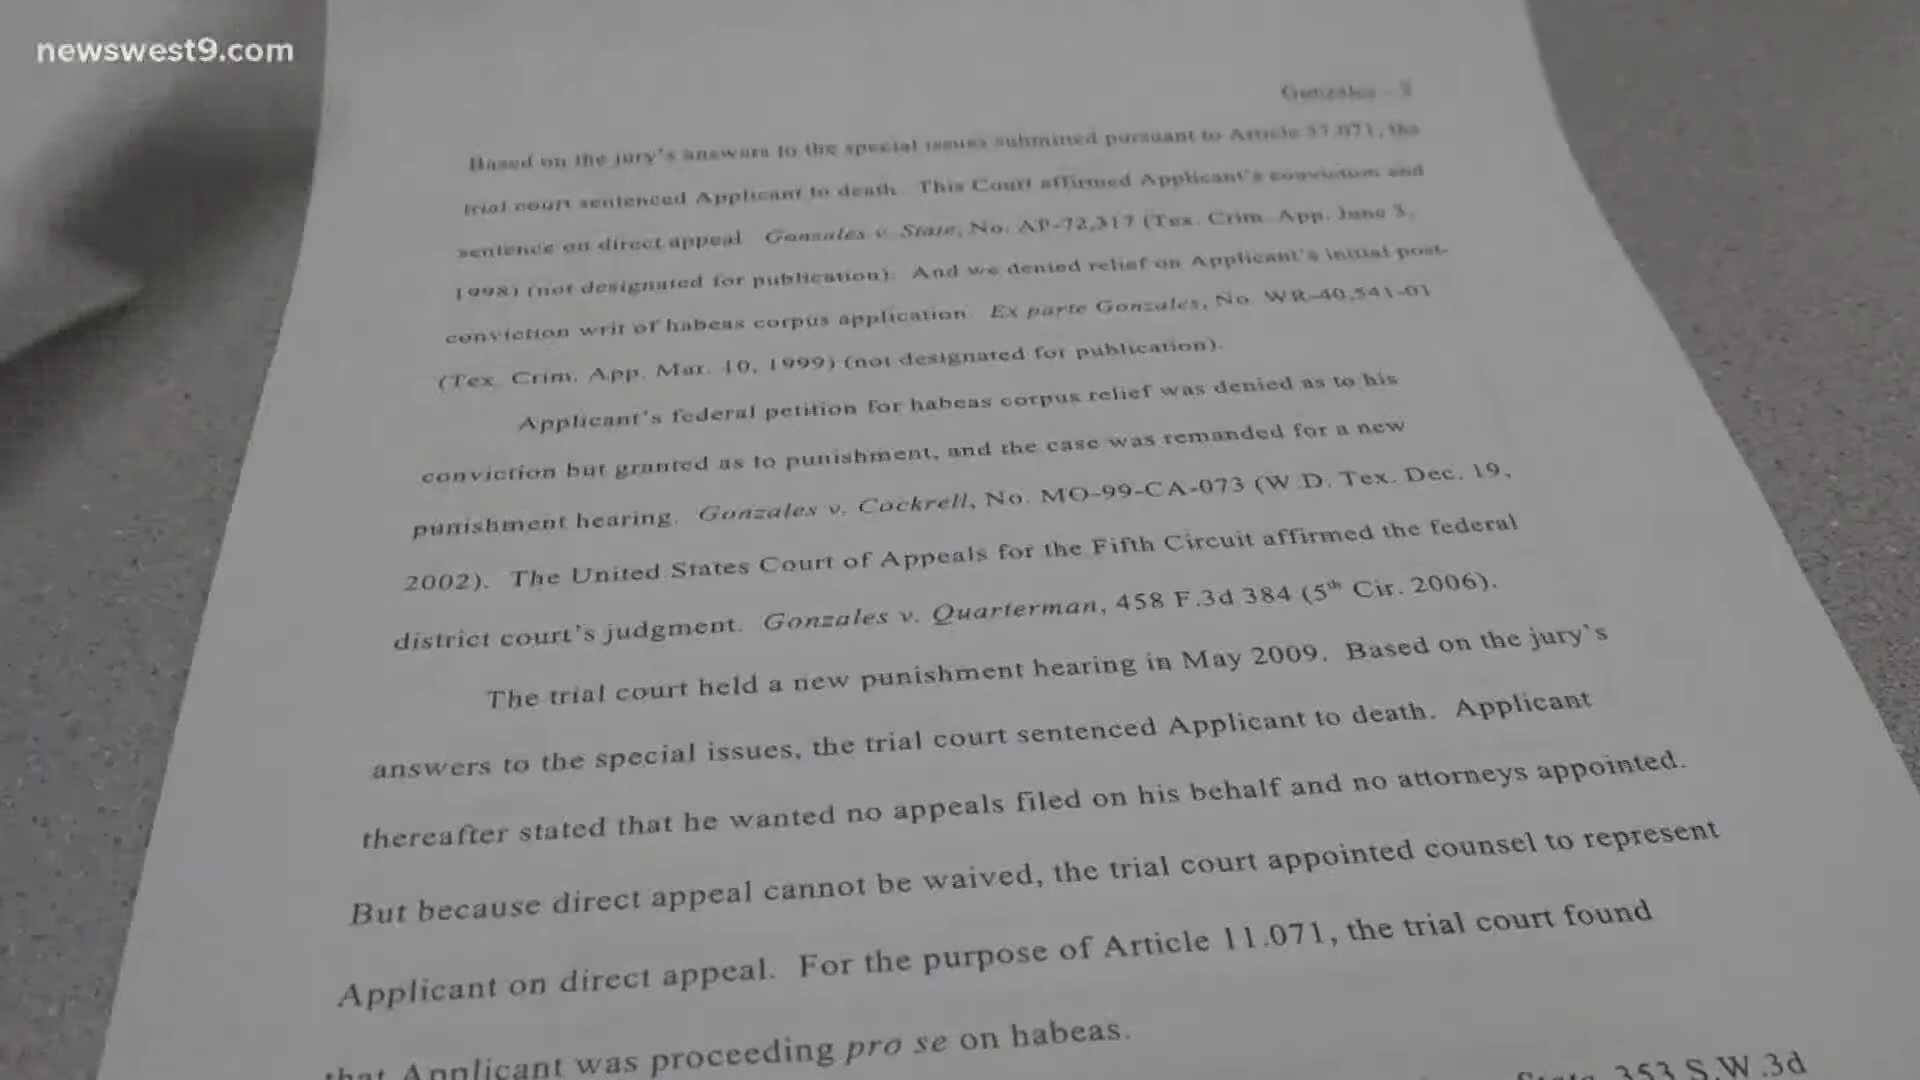 newswest9.com
Gonzales - 2
Based on the jury's answers to the special issues submitted pursuant to Article 37.071, the
trial court sentenced Applicant to death. This Court affirmed Applicant's conviction and
sentence on direct appeal. Gonzales v. State, No. AP-72,317 (Tex. Crim. App. June 3,
1998) (not designated for publication). And we denied relief on Applicant's initial post-
conviction writ of habeas corpus application. Ex parte Gonzales, No. WR-40,541-01
(Tex. Crim. App. Mar. 10, 1999) (not designated for publication).
Applicant's federal petition for habeas corpus relief was denied as to his
conviction but granted as to punishment, and the case was remanded for a new
punishment hearing. Gonzales v. Cockrell, No. MO-99-CA-073 (W.D. Tex. Dec. 19,
2002). The United States Court of Appeals for the Fifth Circuit affirmed the federal
district court's judgment. Gonzales v. Quarterman, 458 F.3d 384 (5th Cir. 2006).
The trial court held a new punishment hearing in May 2009. Based on the jury's
answers to the special issues, the trial court sentenced Applicant to death. Applicant
thereafter stated that he wanted no appeals filed on his behalf and no attorneys appointed.
But because direct appeal cannot be waived, the trial court appointed counsel to represent
Applicant on direct appeal. For the purpose of Article 11.071, the trial court found
that Applicant was proceeding pro se on habeas.
State, 353 S.W.3d